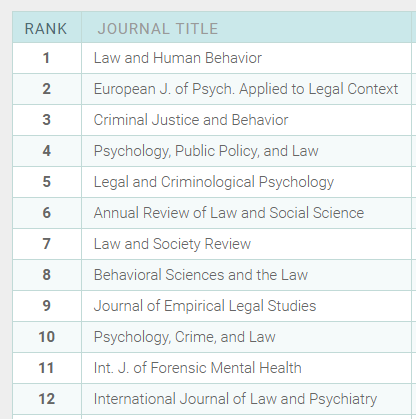 RANK JOURNAL TITLE
1 Law and Human Behavior
2 European J. of Psych. Applied to Legal Context
3 Criminal Justice and Behavior
4 Psychology, Public Policy, and Law
5 Legal and Criminological Psychology
6 Annual Review of Law and Social Science
7 Law and Society Review
8 Behavioral Sciences and the Law
9 Journal of Empirical Legal Studies
10 Psychology, Crime, and Law
11 Int. J. of Forensic Mental Health
12 International Journal of Law and Psychiatry